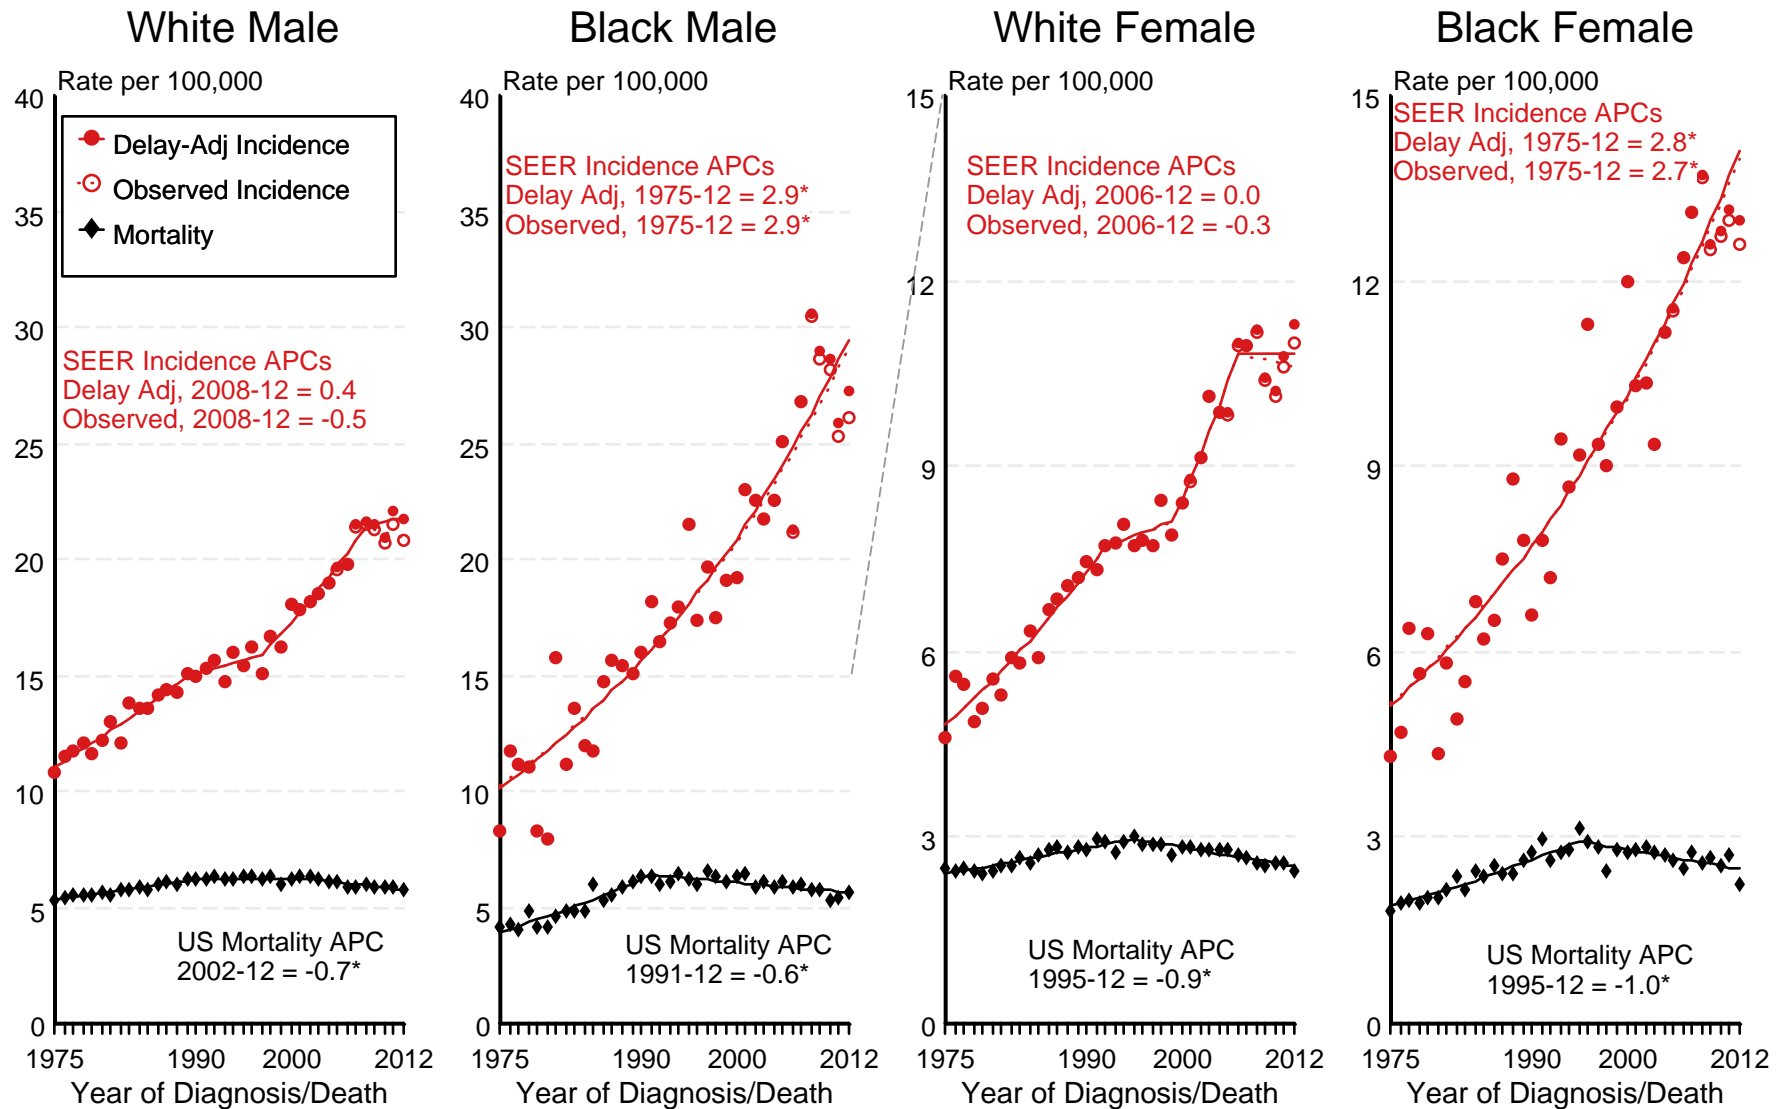 White Male
Rate per 100,000
40
35
30
25
20
15
10
5
0
Delay-Adj Incidence
Observed Incidence
Mortality
SEER Incidence APCs
Delay Adj, 2008-12 = 0.4
Observed, 2008-12 = -0.5
US Mortality APC
2002-12 = -0.7*
1975 1990 2000 2012
Year of Diagnosis/Death
Black Male
Rate per 100,000
40
35
30
25
20
15
10
5
0
SEER Incidence APCs
Delay Adj, 1975-12 = 2.9*
Observed, 1975-12 = 2.9*
US Mortality APC
1991-12 = -0.6*
1975 1990 2000 2012
Year of Diagnosis/Death
White Female
Rate per 100,000
15
12
9
6
3
0
SEER Incidence APCs
Delay Adj, 2006-12 = 0.0
Observed, 2006-12 = -0.3
US Mortality APC
1995-12 = -0.9*
1975 1990 2000 2012
Year of Diagnosis/Death
Black Female
Rate per 100,000
15
12
9
6
3
0
SEER Incidence APCs
Delay Adj, 1975-12 = 2.8*
Observed, 1975-12 = 2.7*
US Mortality APC
1995-12 = -1.0*
1975 1990 2000 2012
Year of Diagnosis/Death